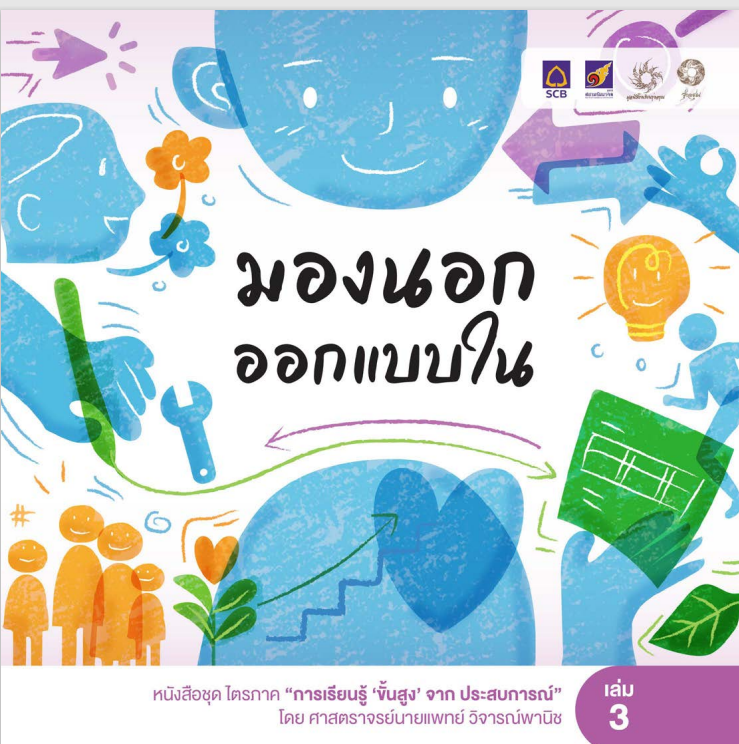 SCB
มองนอก
ออกแบบใน
หนังสือชุด ไตรภาค “การเรียนรู้ ‘ขั้นสูง’ จาก ประสบการณ์”
โดย ศาสตราจารย์นายแพทย์ วิจารณ์พานิช
เล่ม
3